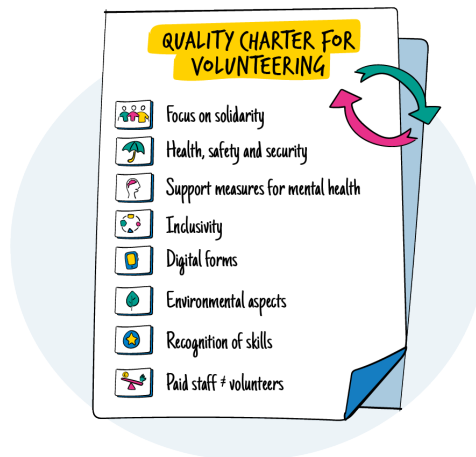 QUALITY CHARTER FOR
VOLUNTEERING
Focus on solidarity
Health, safety and security
Support measures for mental health
Inclusivity
Digital forms
Environmental aspects
Recognition of skills
Paid staff ≠ volunteers